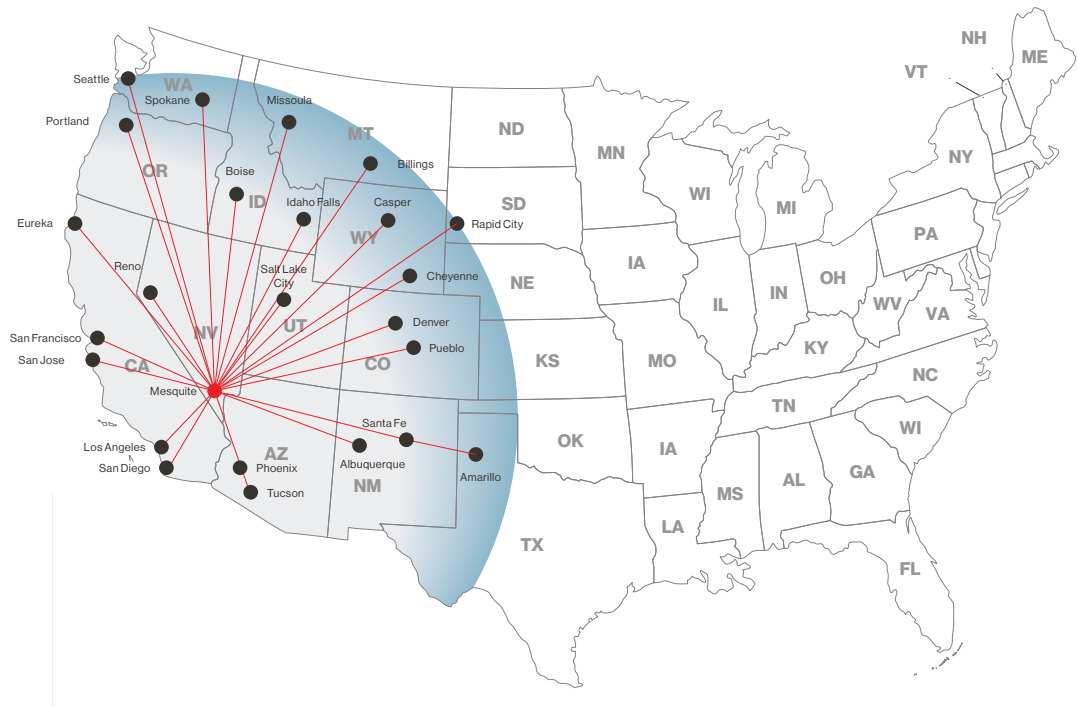 NH
ME
VT
Seattle
WA
Spokane
Missoula
Portland
MT
ND
MN
NY
OR
Boise
Billings
WI
ID
Idaho Falls
Casper
SD
MI
Eureka
WY
Rapid City
PA
Reno
Salt Lake
City
Cheyenne
NE
IA
OH
IN
IL
WV
VA
San Francisco
NV
UT
Denver
KY
San Jose
CA
CO
Pueblo
KS
MO
NC
Mesquite
TN
Santa Fe
WI
Los Angeles
AZ
OK
IA
San Diego
Phoenix
Albuquerque
Amarillo
GA
AL
MS
Tucson
NM
LA
TX
FL